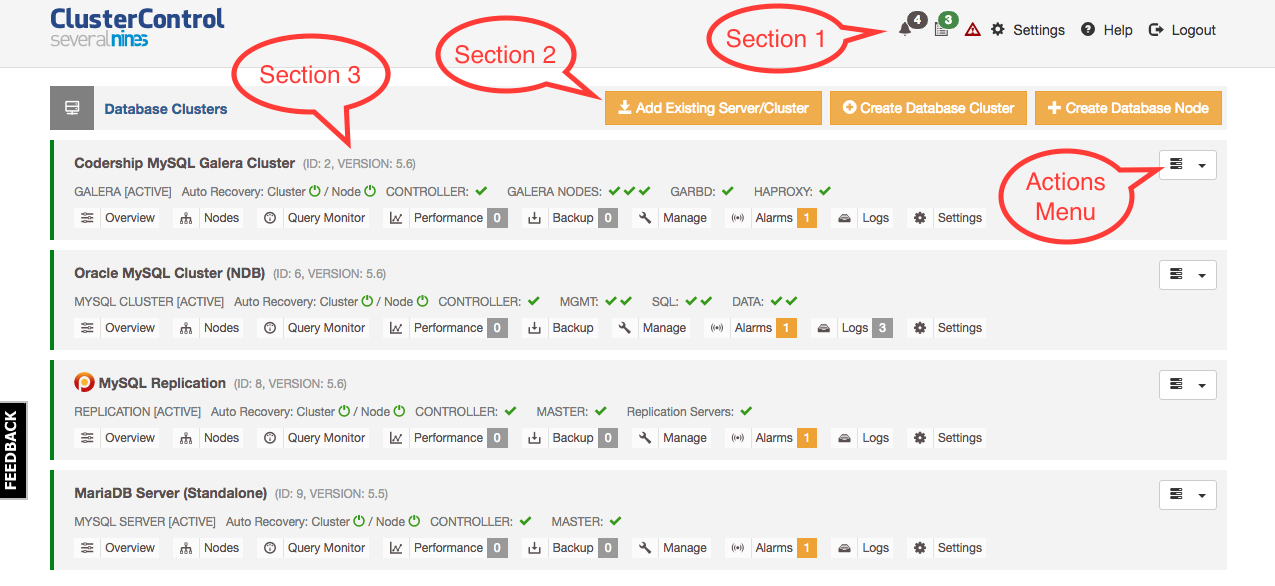 ClusterControl
severalnines
Section 1
4
3
Settings
Help
Logout
Section 2
Section 3
Database Clusters
Add Existing Server/Cluster
Create Database Cluster
Create Database Node
Codership MySQL Galera Cluster (ID: 2, VERSION: 5.6)
GALERA [ACTIVE] Auto Recovery: Cluster / Node CONTROLLER: GALERA NODES: GARBD: HAPROXY:
Overview Nodes Query Monitor Performance 0 Backup 0 Manage Alarms 1 Logs Settings
Actions
Menu
Oracle MySQL Cluster (NDB) (ID: 6, VERSION: 5.6)
MYSQL CLUSTER [ACTIVE] Auto Recovery: Cluster / Node CONTROLLER: MGMT: SQL: DATA:
Overview Nodes Query Monitor Performance 0 Backup Manage Alarms 1 Logs 3 Settings
MySQL Replication (ID: 8, VERSION: 5.6)
REPLICATION [ACTIVE] Auto Recovery: Cluster / Node CONTROLLER: MASTER: Replication Servers:
Overview Nodes Query Monitor Performance 0 Backup 0 Manage Alarms 1 Logs Settings
FEEDBACK
MariaDB Server (Standalone) (ID: 9, VERSION: 5.5)
MYSQL SERVER [ACTIVE] Auto Recovery: Cluster / Node CONTROLLER: MASTER:
Overview Nodes Query Monitor Performance 0 Backup 0 Manage Alarms 1 Logs Settings